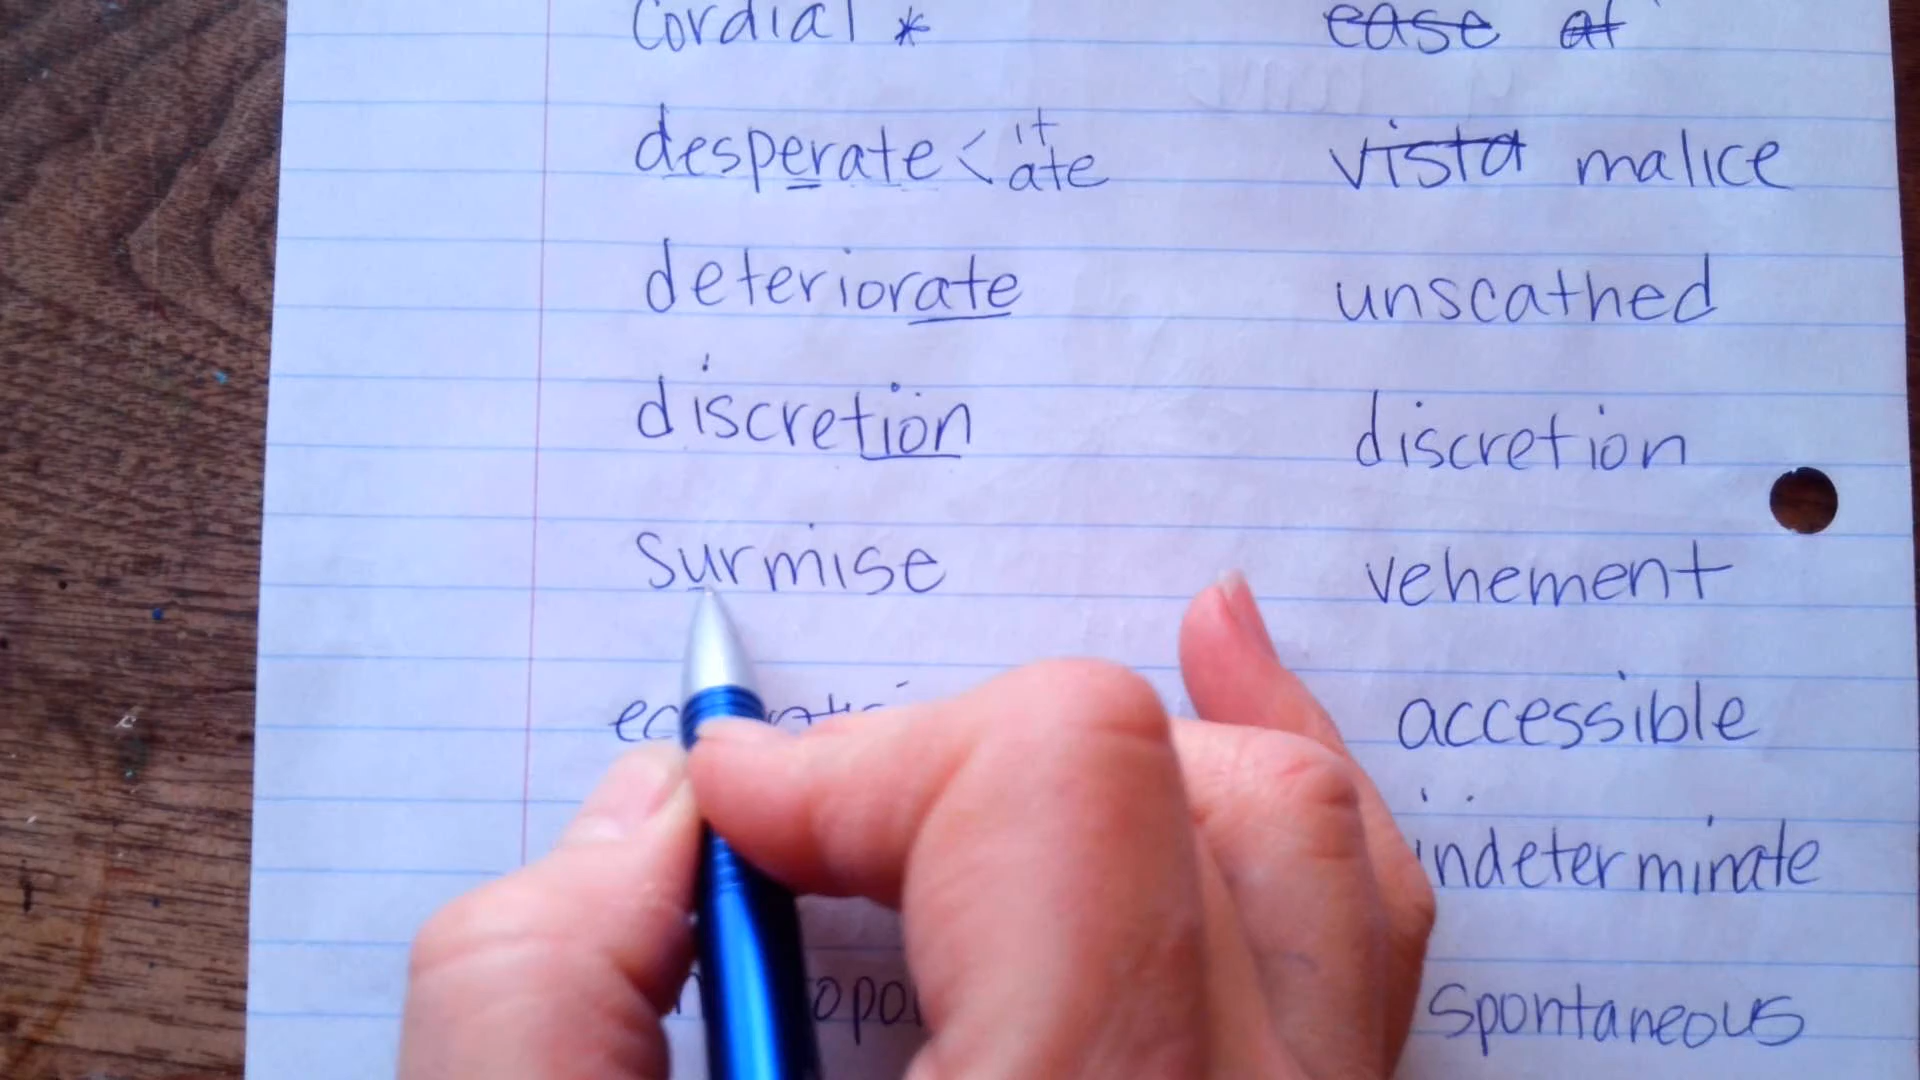 cordial * ease at
desperate < it ate vista malice
deteriorate unscathed
discretion discretion
surmise vehement
accessible
indeterminate
spontaneous